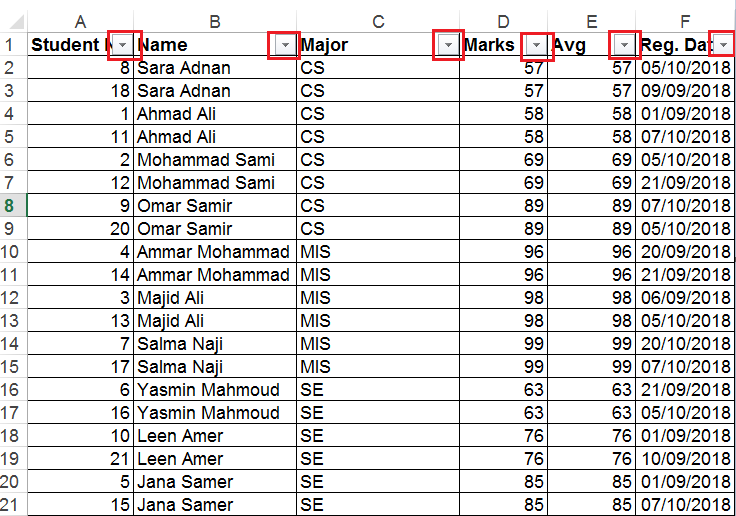 A B C D E F
1 Student N Name Major Marks Avg Reg. Dat
2 8 Sara Adnan CS 57 57 05/10/2018
3 18 Sara Adnan CS 57 57 09/09/2018
4 1 Ahmad Ali CS 58 58 01/09/2018
5 11 Ahmad Ali CS 58 58 07/10/2018
6 2 Mohammad Sami CS 69 69 05/10/2018
7 12 Mohammad Sami CS 69 69 21/09/2018
8 9 Omar Samir CS 89 89 07/10/2018
9 20 Omar Samir CS 89 89 05/10/2018
10 4 Ammar Mohammad MIS 96 96 20/09/2018
11 14 Ammar Mohammad MIS 96 96 21/09/2018
12 3 Majid Ali MIS 98 98 06/09/2018
13 13 Majid Ali MIS 98 98 05/10/2018
14 7 Salma Naji MIS 99 99 20/10/2018
15 17 Salma Naji MIS 99 99 07/10/2018
16 6 Yasmin Mahmoud SE 63 63 21/09/2018
17 16 Yasmin Mahmoud SE 63 63 05/10/2018
18 10 Leen Amer SE 76 76 01/09/2018
19 21 Leen Amer SE 76 76 10/09/2018
20 5 Jana Samer SE 85 85 01/09/2018
21 15 Jana Samer SE 85 85 07/10/2018